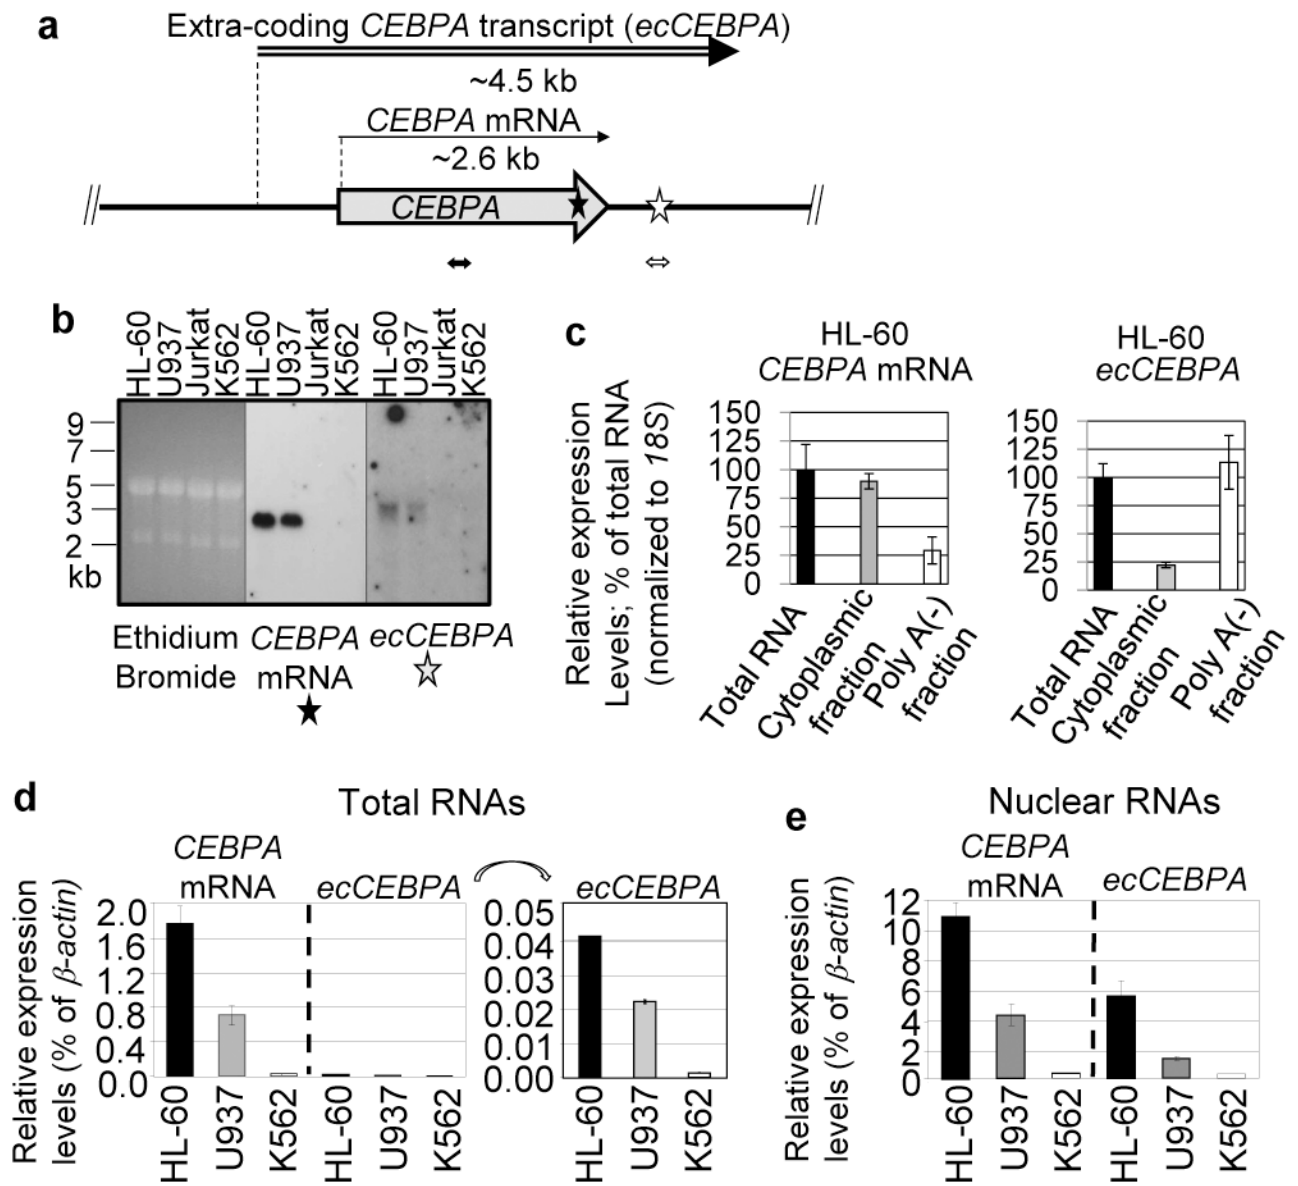 a
Extra-coding CEBPA transcript (ecCEBPA)
~4.5 kb
CEBPA mRNA
~2.6 kb
CEBPA
b
HL-60
U937
Jurkat
K562
HL-60
U937
Jurkat
K562
HL-60
U937
Jurkat
K562
9
7
5
3
2
kb
Ethidium
Bromide
CEBPA
mRNA
ecCEBPA
c
Relative expression
Levels; % of total RNA
(normalized to 18S)
HL-60
CEBPA mRNA
150
125
100
75
50
25
0
Total RNA
Cytoplasmic
fraction
Poly A(-)
fraction
HL-60
ecCEBPA
150
125
100
75
50
25
0
Total RNA
Cytoplasmic
fraction
Poly A(-)
fraction
d
Total RNAs
Relative expression
levels (% of β-actin)
CEBPA
mRNA
ecCEBPA
2.0
1.6
1.2
0.8
0.4
0.0
HL-60
U937
K562
HL-60
U937
K562
ecCEBPA
0.05
0.04
0.03
0.02
0.01
0.00
HL-60
U937
K562
e
Nuclear RNAs
Relative expression
levels (% of β-actin)
CEBPA
mRNA
ecCEBPA
12
10
8
6
4
2
0
HL-60
U937
K562
HL-60
U937
K562